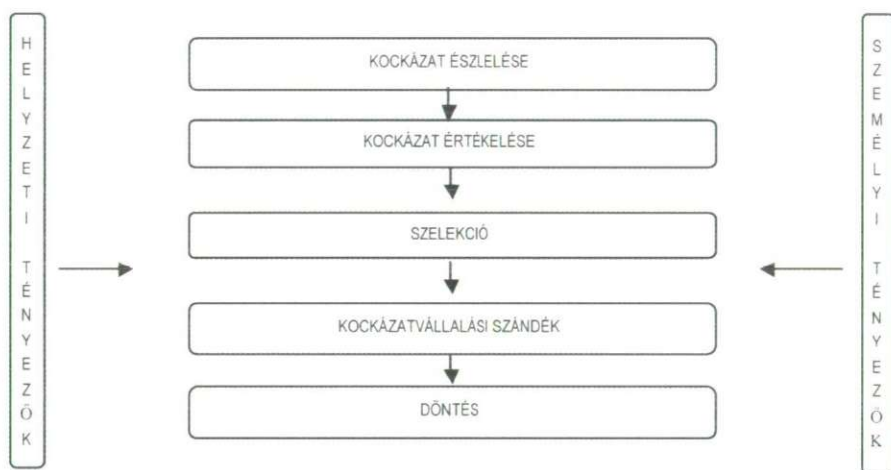 HELYZETI TÉNYEZŐK
KOCKÁZAT ÉSZLELÉSE
KOCKÁZAT ÉRTÉKELÉSE
SZELEKCIÓ
KOCKÁZATVÁLLALÁSI SZÁNDÉK
DÖNTÉS
SZEMÉLYI TÉNYEZŐK